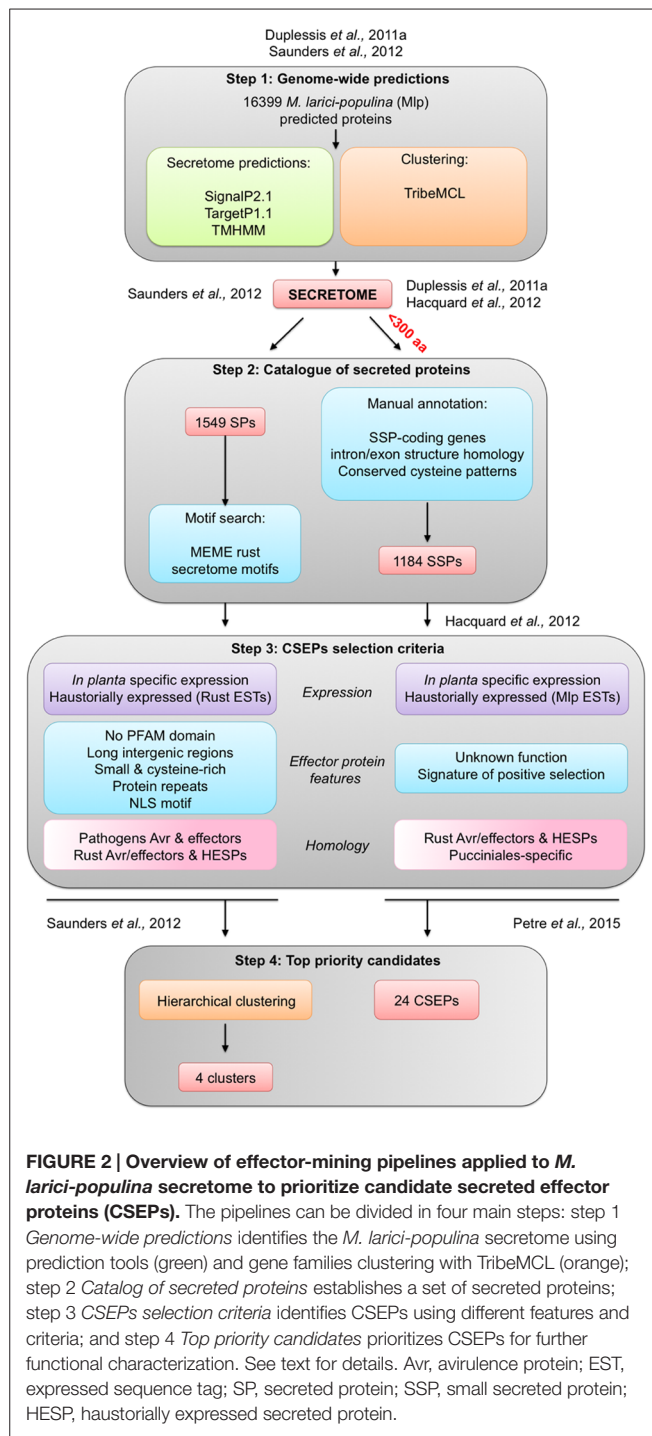 Duplessis et al., 2011a
Saunders et al., 2012
Step 1: Genome-wide predictions
16399 M. larici-populina (Mlp)
predicted proteins
Secretome predictions:
SignalP2.1
TargetP1.1
TMHMM
Clustering:
TribeMCL
Saunders et al., 2012
SECRETOME
Duplessis et al., 2011a
Hacquard et al., 2012
<300 aa
Step 2: Catalogue of secreted proteins
1549 SPs
Motif search:
MEME rust
secretome motifs
Manual annotation:
SSP-coding genes
intron/exon structure homology
Conserved cysteine patterns
1184 SSPs
Hacquard et al., 2012
Step 3: CSEPs selection criteria
In planta specific expression
Haustorially expressed (Rust ESTs)
Expression
In planta specific expression
Haustorially expressed (Mlp ESTs)
No PFAM domain
Long intergenic regions
Small & cysteine-rich
Protein repeats
NLS motif
Effector protein
features
Unknown function
Signature of positive selection
Pathogens Avr & effectors
Rust Avr/effectors & HESPs
Homology
Rust Avr/effectors & HESPs
Pucciniales-specific
Saunders et al., 2012
Petre et al., 2015
Step 4: Top priority candidates
Hierarchical clustering
4 clusters
24 CSEPs
FIGURE 2 | Overview of effector-mining pipelines applied to M.
larici-populina secretome to prioritize candidate secreted effector
proteins (CSEPs). The pipelines can be divided in four main steps: step 1
Genome-wide predictions identifies the M. larici-populina secretome using
prediction tools (green) and gene families clustering with TribeMCL (orange);
step 2 Catalog of secreted proteins establishes a set of secreted proteins;
step 3 CSEPs selection criteria identifies CSEPs using different features and
criteria; and step 4 Top priority candidates prioritizes CSEPs for further
functional characterization. See text for details. Avr, avirulence protein; EST,
expressed sequence tag; SP, secreted protein; SSP, small secreted protein;
HESP, haustorially expressed secreted protein.